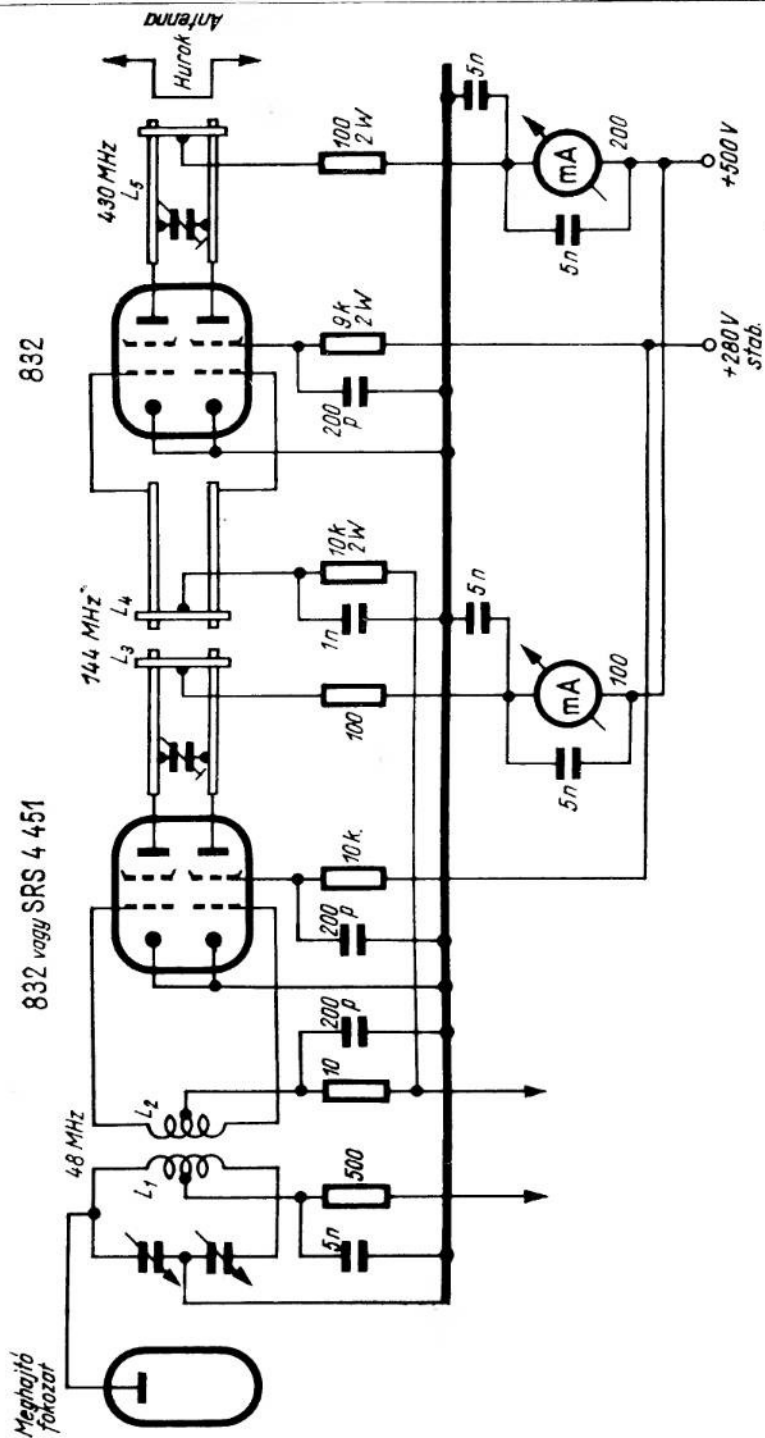 Meghajtó
fokozat
48 MHz
L1
L2
5n
500
10
200
p
832 vagy SRS 4 451
200
p
10k.
144 MHz
L3
L4
100
1n
10k
2W
5n
mA
100
5n
832
200
p
9k
2W
430 MHz
L5
100
2W
5n
mA
200
5n
Hurok
Antenna
+280V
stab.
+500V